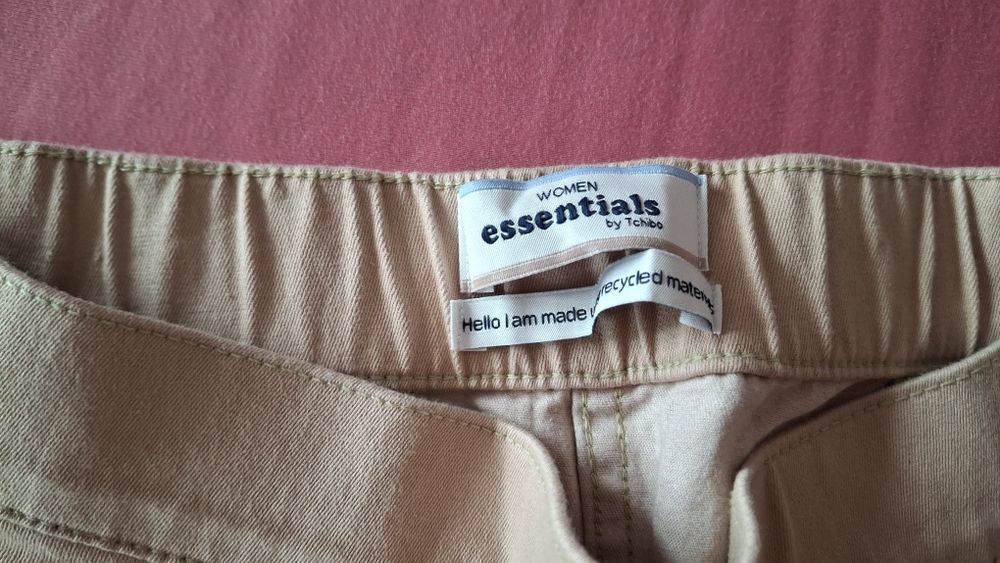 WOMEN
essentials
by Tchibo
Hello I am made
recycled